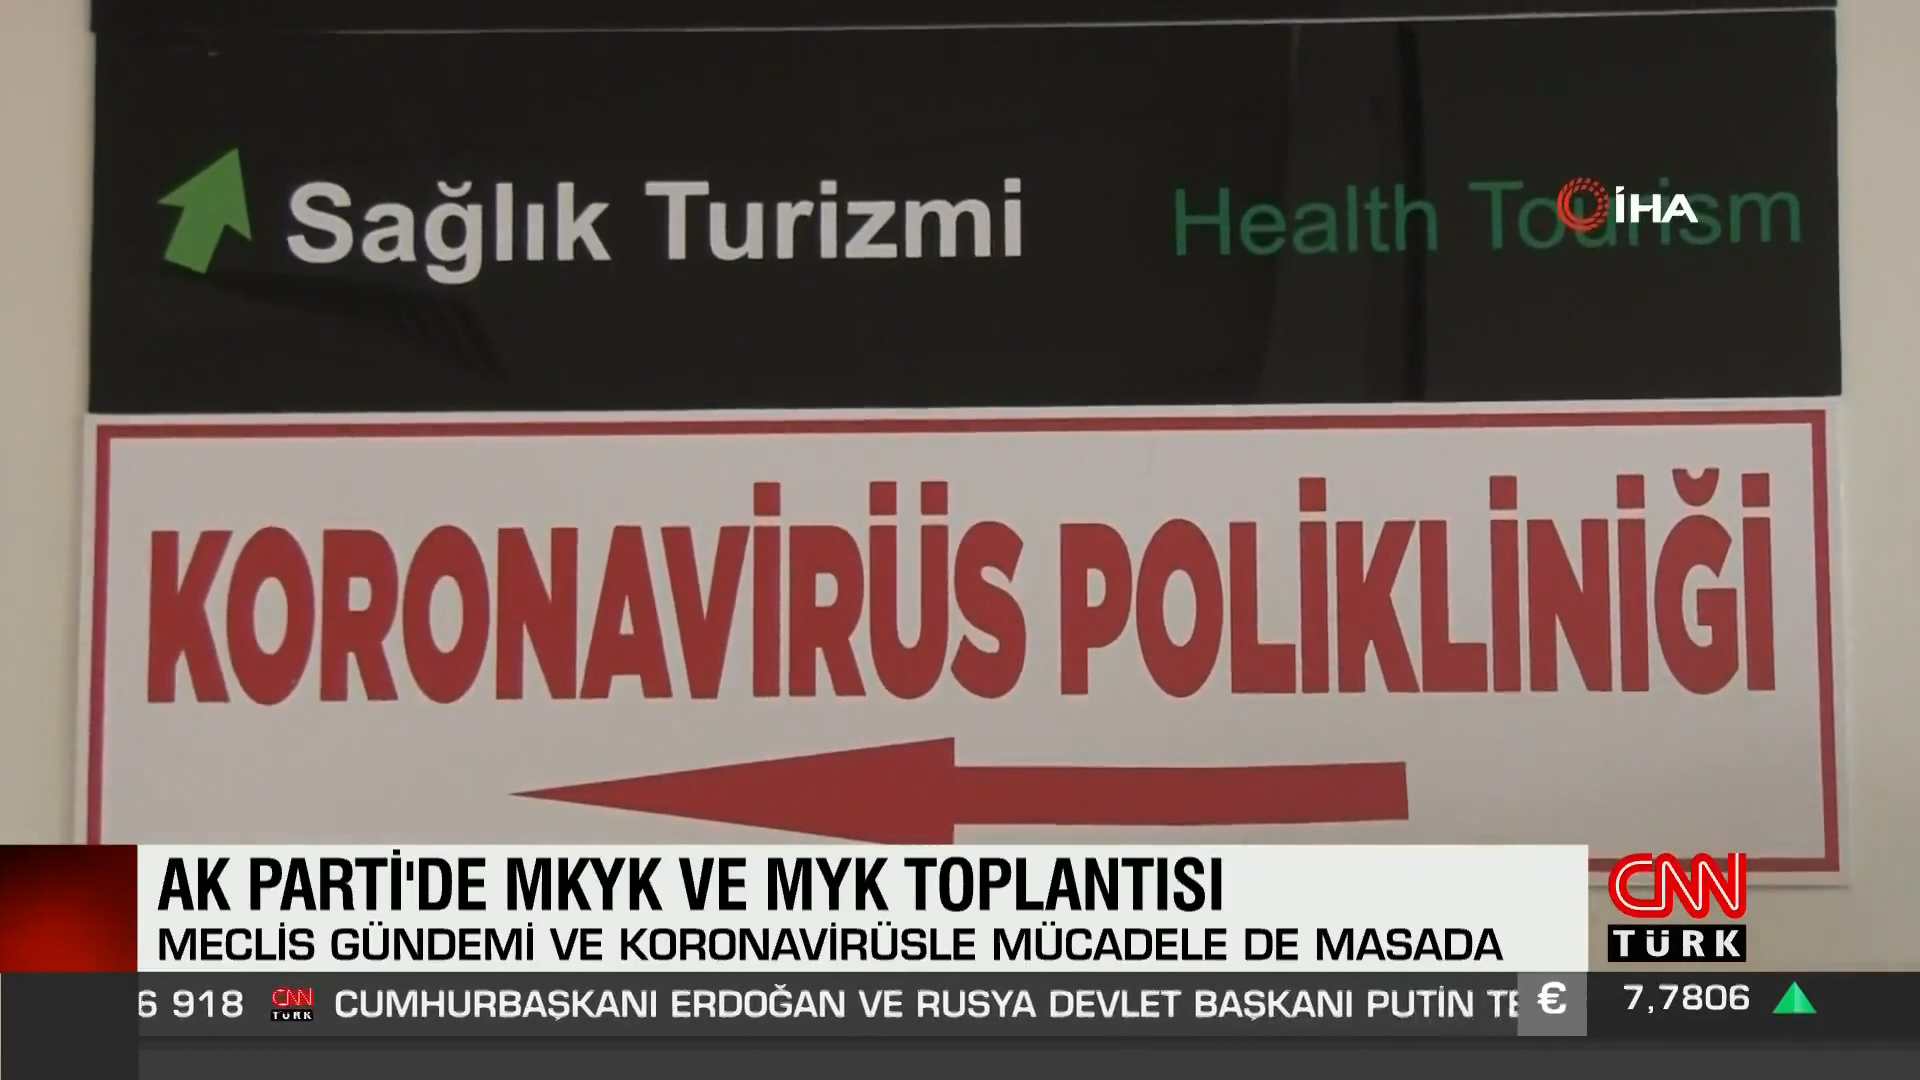 Sağlık Turizmi Health Tourism
İHA
KORONAVİRÜS POLİKLİNİĞİ
AK PARTİ'DE MKYK VE MYK TOPLANTISI
MECLİS GÜNDEMİ VE KORONAVİRÜSLE MÜCADELE DE MASADA
CNN
TÜRK
6 918 CNN TÜRK CUMHURBAŞKANI ERDOĞAN VE RUSYA DEVLET BAŞKANI PUTİN € 7,7806